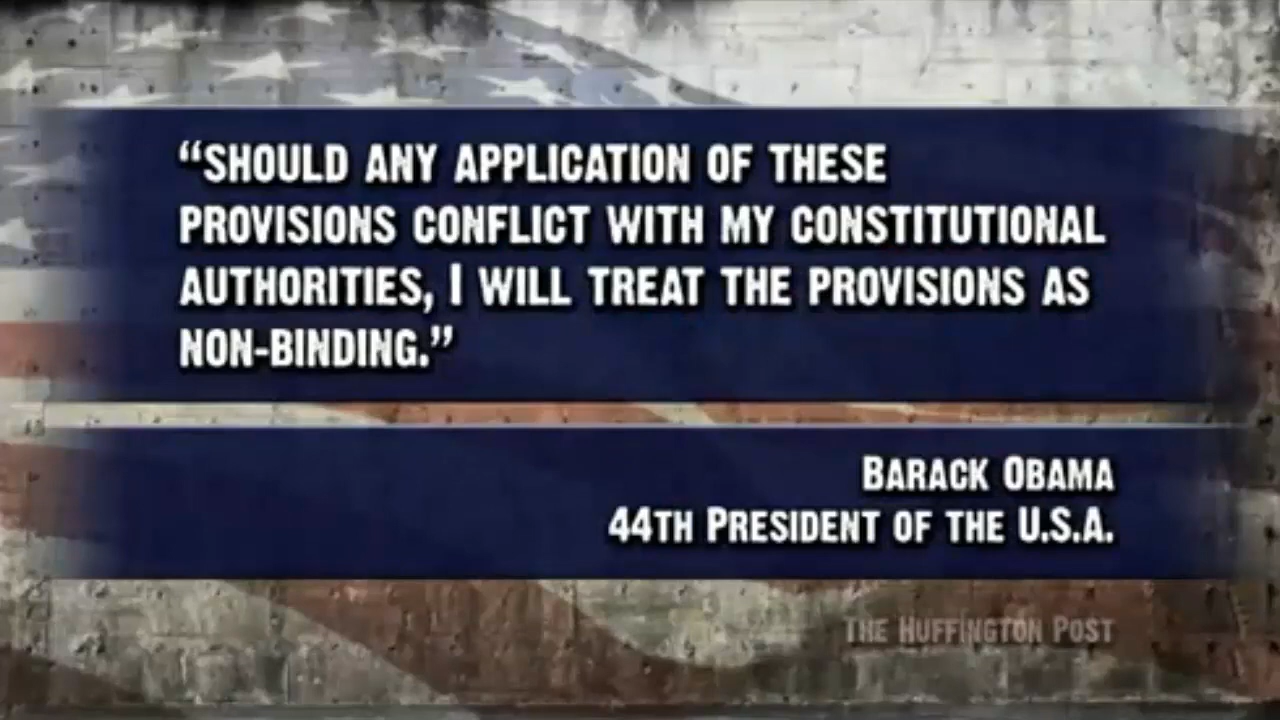 “SHOULD ANY APPLICATION OF THESE
PROVISIONS CONFLICT WITH MY CONSTITUTIONAL
AUTHORITIES, I WILL TREAT THE PROVISIONS AS
NON-BINDING.”
BARACK OBAMA
44TH PRESIDENT OF THE U.S.A.
THE HUFFINGTON POST